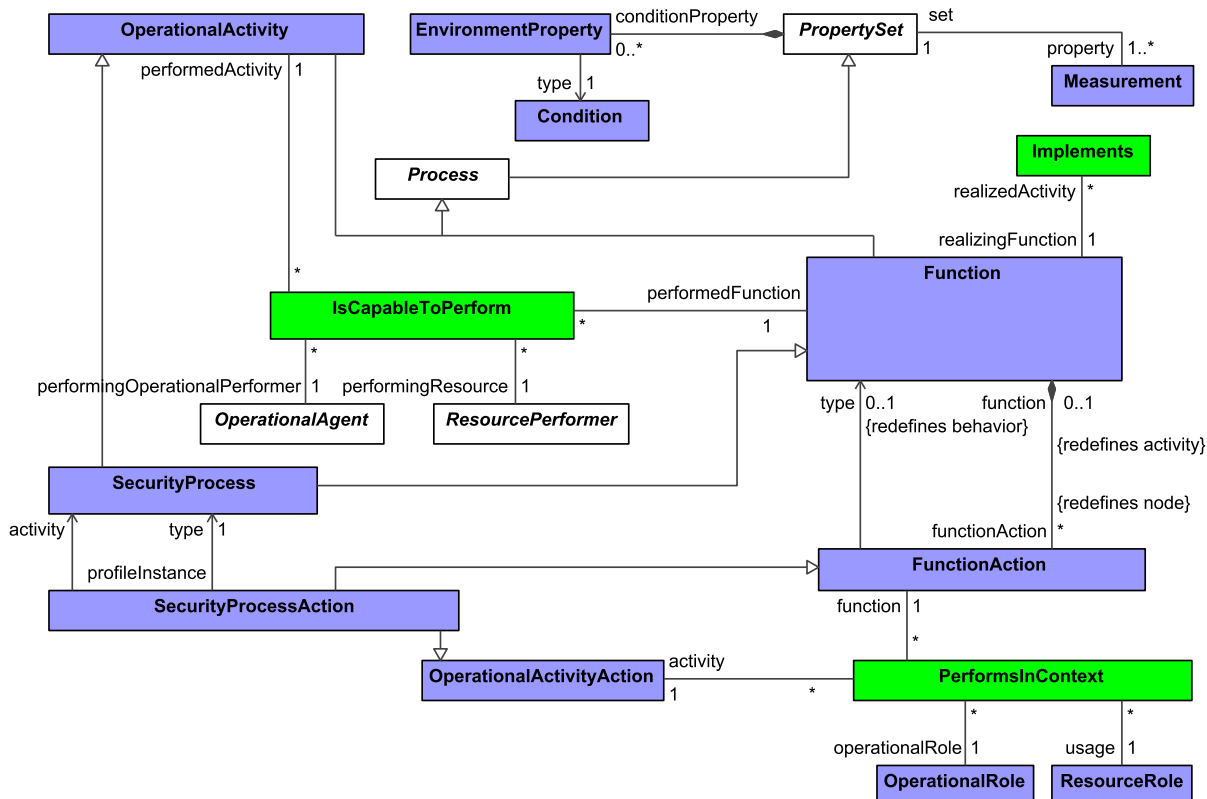 OperationalActivity
EnvironmentProperty
conditionProperty
0..*
PropertySet
set
1
property
1..*
Measurement
performedActivity
1
type
1
Condition
Process
Implements
realizedActivity
*
realizingFunction
1
Function
*
IsCapableToPerform
*
performedFunction
1
*
*
performingOperationalPerformer
1
performingResource
1
OperationalAgent
ResourcePerformer
type
0..1
{redefines behavior}
function
0..1
{redefines activity}
SecurityProcess
{redefines node}
activity
type
1
functionAction
*
profileInstance
FunctionAction
SecurityProcessAction
function
1
*
OperationalActivityAction
activity
1
*
PerformsInContext
*
*
operationalRole
1
usage
1
OperationalRole
ResourceRole